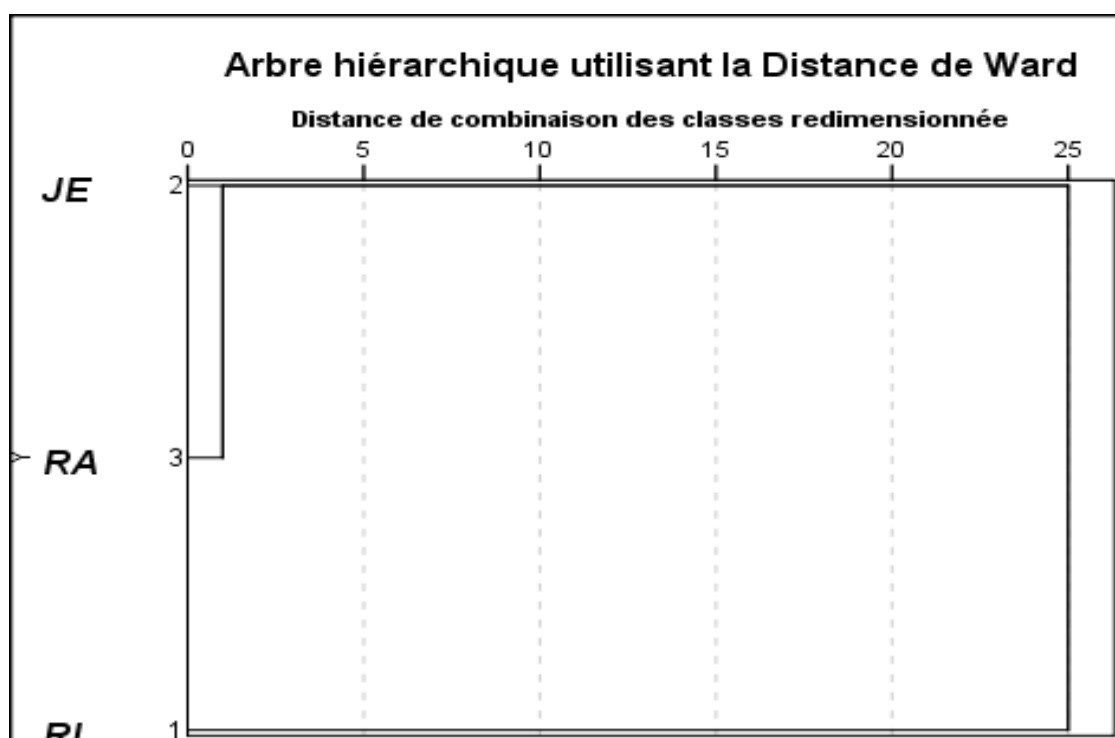 Arbre hiérarchique utilisant la Distance de Ward
Distance de combinaison des classes redimensionnée
0 5 10 15 20 25
JE 2
RA 3
1